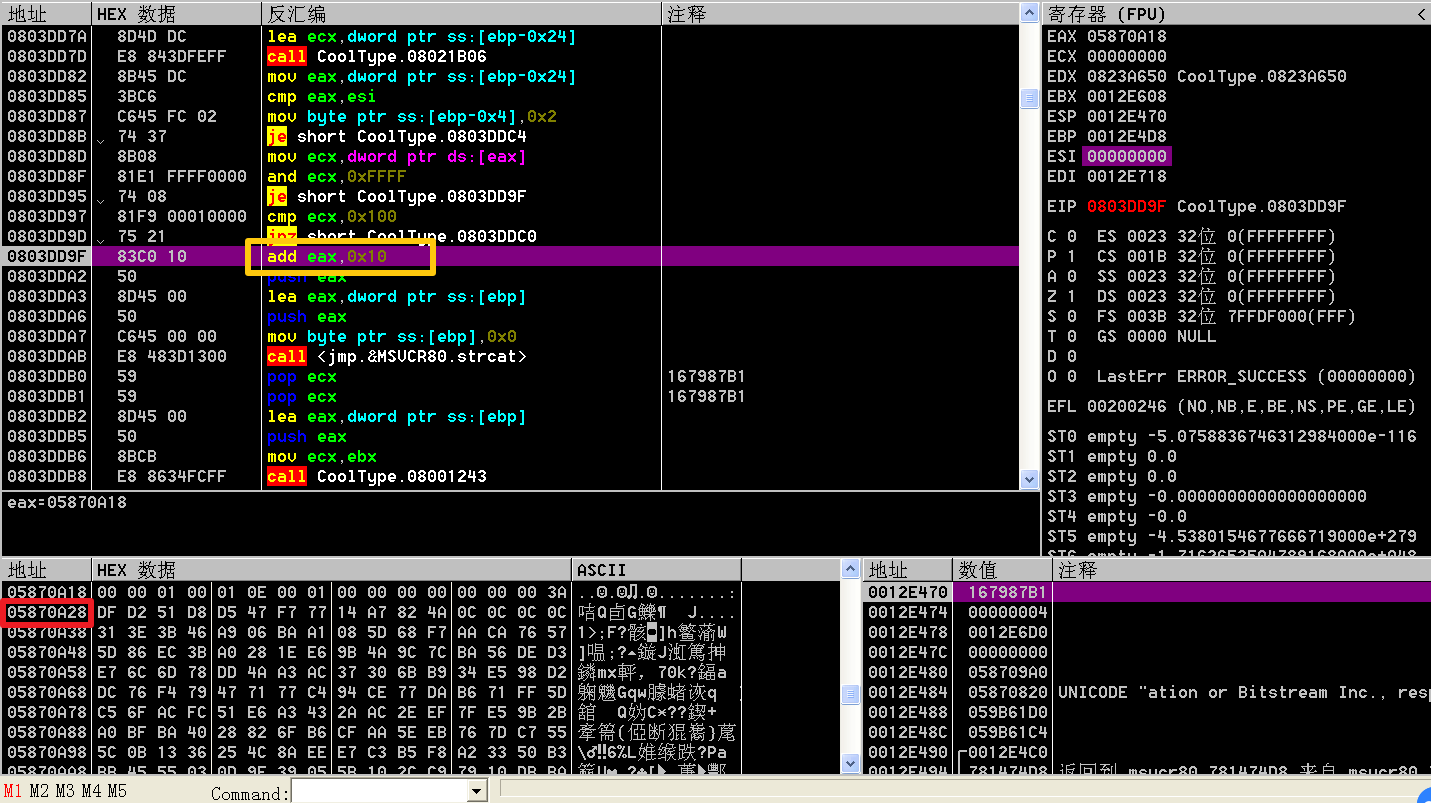 地址 HEX 数据 反汇编 注释
0803DD7A 8D4D DC lea ecx,dword ptr ss:[ebp-0x24]
0803DD7D E8 843DFEFF call CoolType.08021B06
0803DD82 8B45 DC mov eax,dword ptr ss:[ebp-0x24]
0803DD85 3BC6 cmp eax,esi
0803DD87 C645 FC 02 mov byte ptr ss:[ebp-0x4],0x2
0803DD8B 74 37 je short CoolType.0803DDC4
0803DD8D 8B08 mov ecx,dword ptr ds:[eax]
0803DD8F 81E1 FFFF0000 and ecx,0xFFFF
0803DD95 74 08 je short CoolType.0803DD9F
0803DD97 81F9 00010000 cmp ecx,0x100
0803DD9D 75 21 jnz short CoolType.0803DDC0
0803DD9F 83C0 10 add eax,0x10
0803DDA2 50 push eax
0803DDA3 8D45 00 lea eax,dword ptr ss:[ebp]
0803DDA6 50 push eax
0803DDA7 C645 00 00 mov byte ptr ss:[ebp],0x0
0803DDAB E8 483D1300 call <jmp.&MSVCR80.strcat>
0803DDB0 59 pop ecx 167987B1
0803DDB1 59 pop ecx 167987B1
0803DDB2 8D45 00 lea eax,dword ptr ss:[ebp]
0803DDB5 50 push eax
0803DDB6 8BCB mov ecx,ebx
0803DDB8 E8 8634FCFF call CoolType.08001243
eax=05870A18
寄存器 (FPU) <
EAX 05870A18
ECX 00000000
EDX 0823A650 CoolType.0823A650
EBX 0012E608
ESP 0012E470
EBP 0012E4D8
ESI 00000000
EDI 0012E718
EIP 0803DD9F CoolType.0803DD9F
C 0 ES 0023 32位 0(FFFFFFFF)
P 1 CS 001B 32位 0(FFFFFFFF)
A 0 SS 0023 32位 0(FFFFFFFF)
Z 1 DS 0023 32位 0(FFFFFFFF)
S 0 FS 003B 32位 7FFDF000(FFF)
T 0 GS 0000 NULL
D 0
O 0 LastErr ERROR_SUCCESS (00000000)
EFL 00200246 (NO,NB,E,BE,NS,PE,GE,LE)
ST0 empty -5.0758836746312984000e-116
ST1 empty 0.0
ST2 empty 0.0
ST3 empty -0.0000000000000000000
ST4 empty -0.0
ST5 empty -4.5380154677666719000e+279
地址 HEX 数据 ASCII
05870A18 00 00 01 00 01 0E 00 01 00 00 00 00 00 00 00 3A
05870A28 DF D2 51 D8 D5 47 F7 77 14 A7 82 4A 0C 0C 0C 0C
05870A38 31 3E 3B 46 A9 06 BA A1 08 5D 68 F7 AA CA 76 57
05870A48 5D 86 EC 3B A0 28 1E E6 9B 4A 9C 7C BA 56 DE D3
05870A58 E7 6C 6D 78 DD 4A A3 AC 37 30 6B B9 34 E5 98 D2
05870A68 DC 76 F4 79 47 71 77 C4 94 CE 77 DA B6 71 FF 5D
05870A78 C5 6F AC FC 51 E6 A3 43 2A AC 2E EF 7F E5 9B 2B
05870A88 A0 BF BA 40 28 82 6F B6 CF AA 5E EB 76 7D C7 55
05870A98 5C 0B 13 36 25 4C 8A EE E7 C3 B5 F8 A2 33 50 B3
地址 数值 注释
0012E470 167987B1
0012E474 00000004
0012E478 0012E6D0
0012E47C 00000000
0012E480 058709A0
0012E484 05870820 UNICODE "ation or Bitstream Inc., resp
0012E488 059B61D0
0012E48C 059B61C4
0012E490 0012E4C0
0012E494 781474D8 返回到 msvcr80.781474D8 来自 msvcr80.
M1 M2 M3 M4 M5 Command: